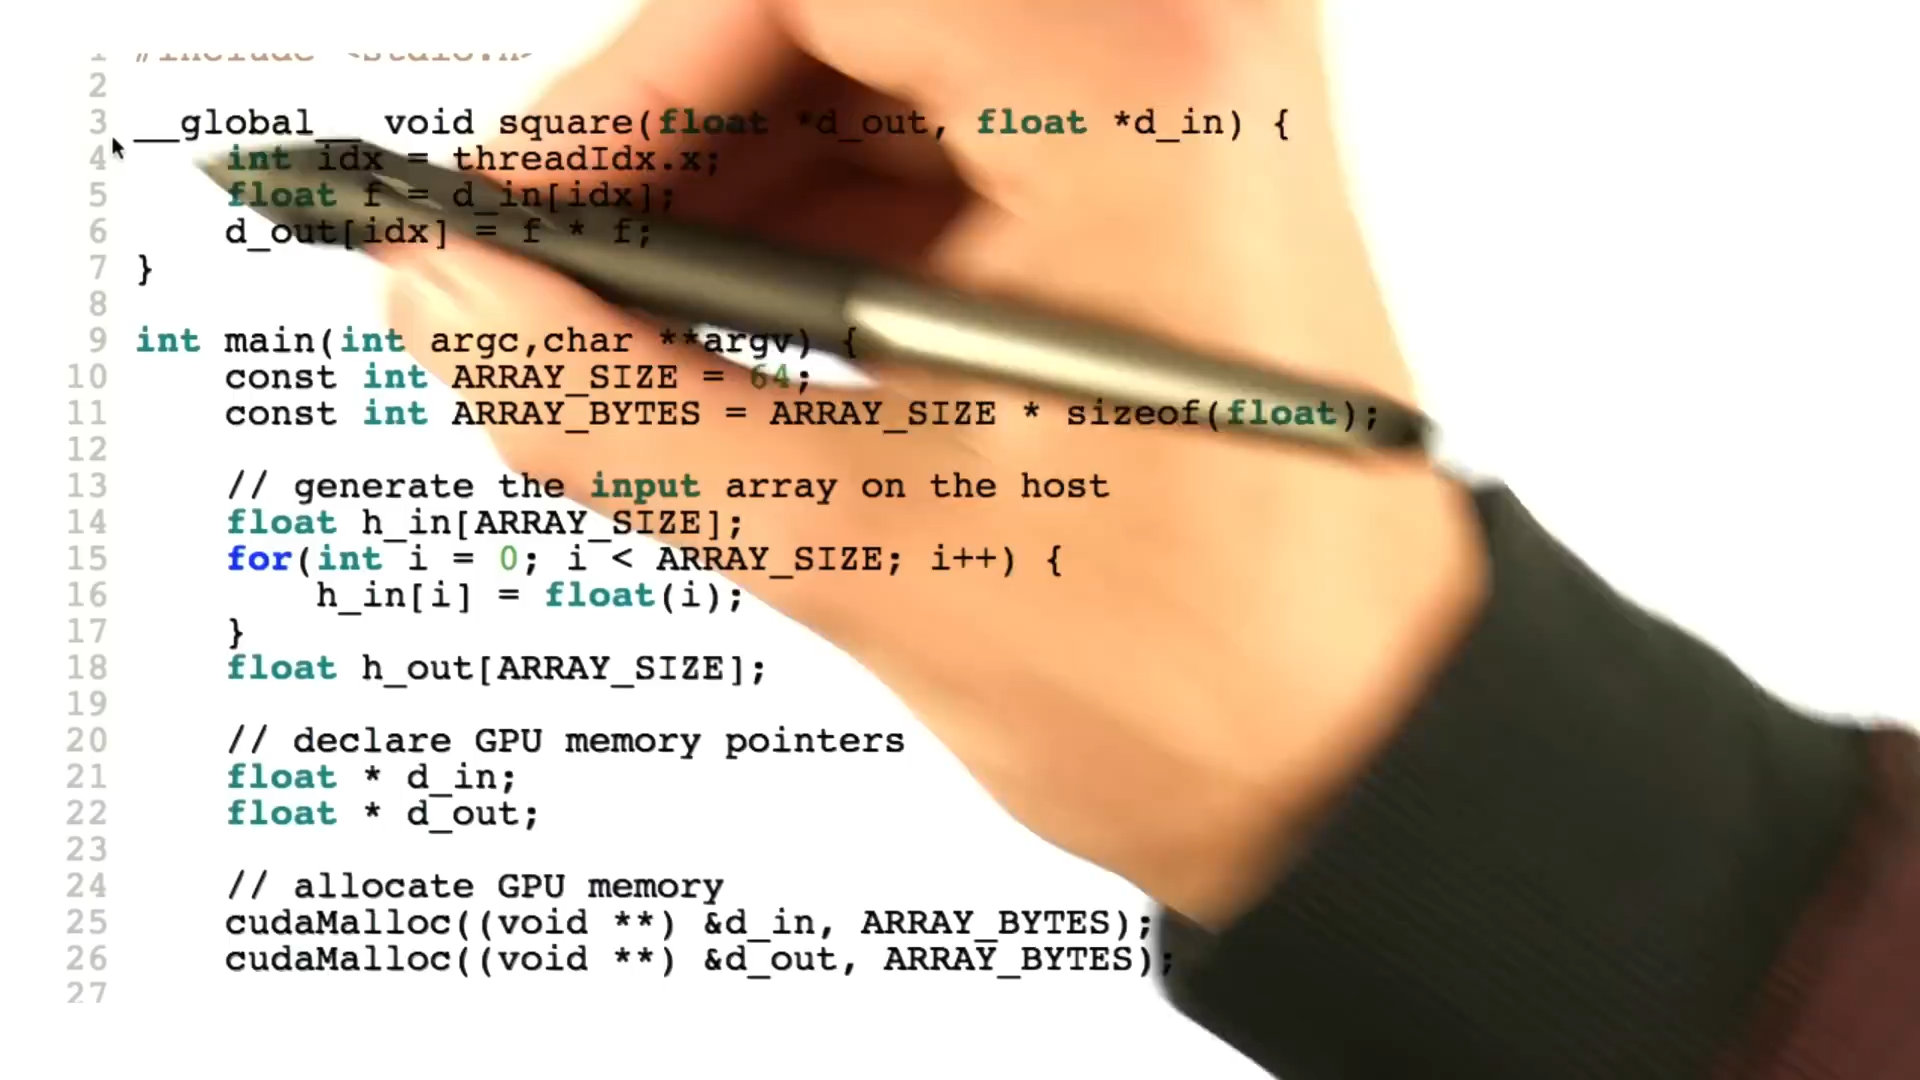 1 #include <stdio.h>
2
3 __global__ void square(float *d_out, float *d_in) {
4 int idx = threadIdx.x;
5 float f = d_in[idx];
6 d_out[idx] = f * f;
7 }
8
9 int main(int argc,char **argv) {
10 const int ARRAY_SIZE = 64;
11 const int ARRAY_BYTES = ARRAY_SIZE * sizeof(float);
12
13 // generate the input array on the host
14 float h_in[ARRAY_SIZE];
15 for(int i = 0; i < ARRAY_SIZE; i++) {
16 h_in[i] = float(i);
17 }
18 float h_out[ARRAY_SIZE];
19
20 // declare GPU memory pointers
21 float * d_in;
22 float * d_out;
23
24 // allocate GPU memory
25 cudaMalloc((void **) &d_in, ARRAY_BYTES);
26 cudaMalloc((void **) &d_out, ARRAY_BYTES);
27